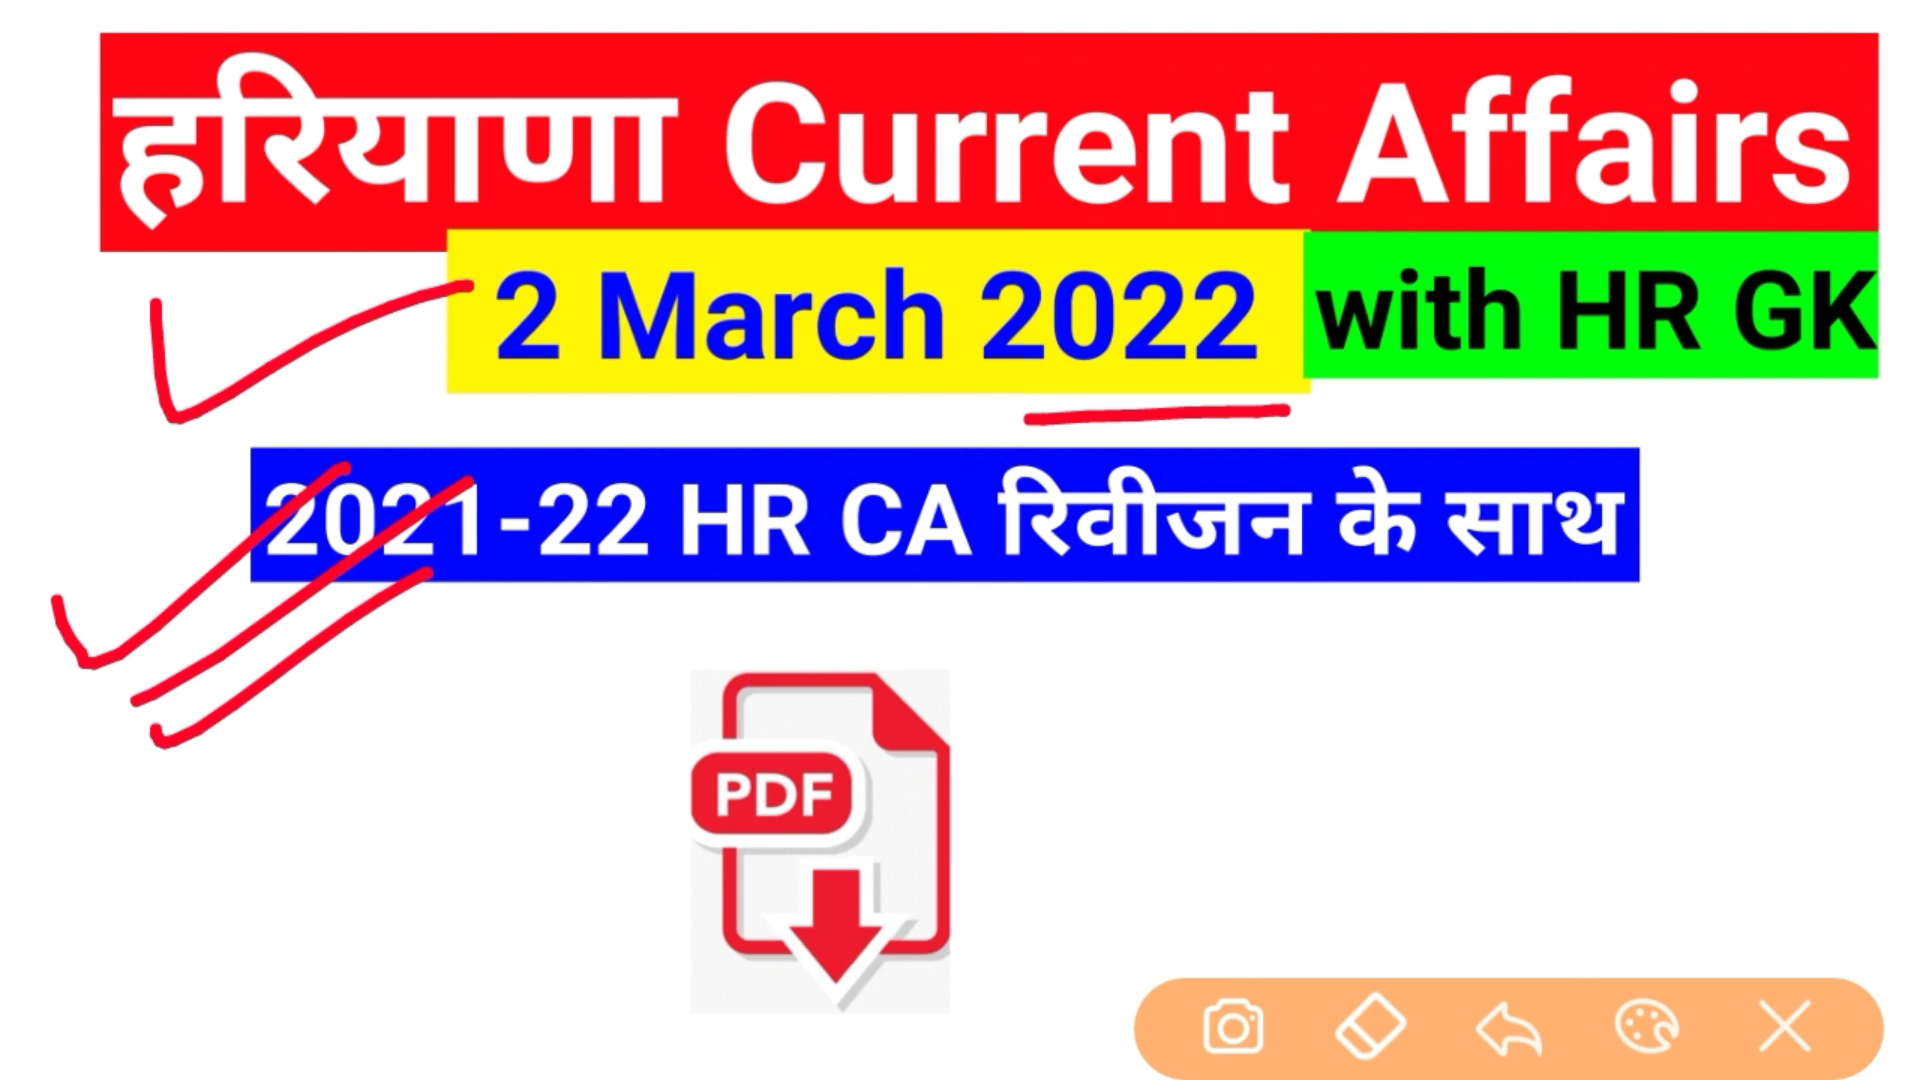 हरियाणा Current Affairs
2 March 2022 with HR GK
2021-22 HR CA रिवीजन के साथ
PDF